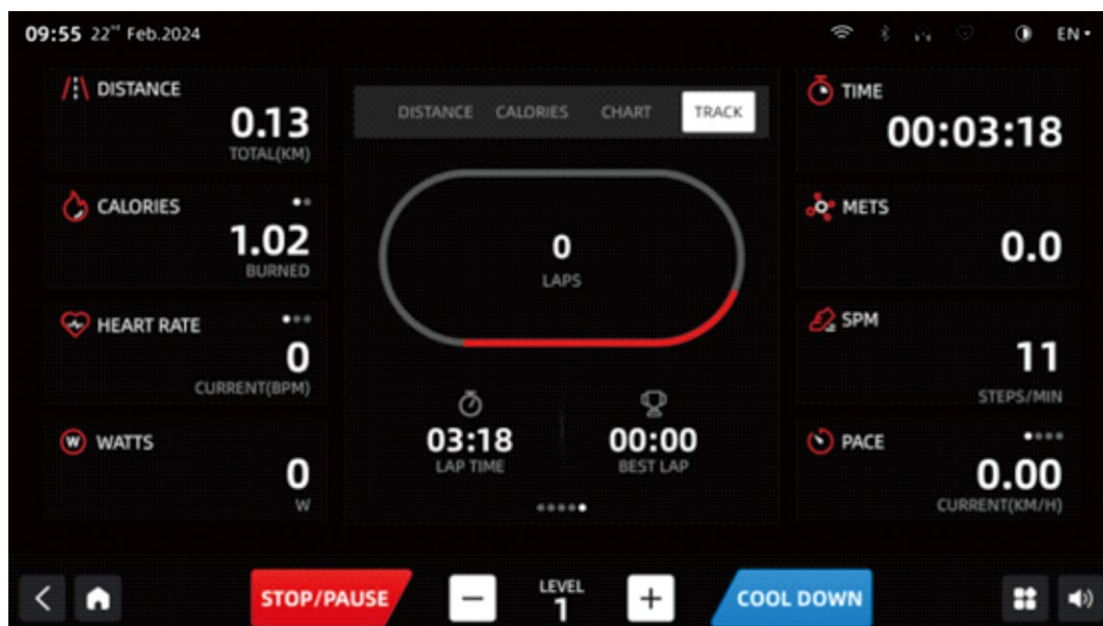 09:55 22nd Feb.2024
EN
DISTANCE
0.13
TOTAL(KM)
CALORIES
1.02
BURNED
HEART RATE
0
CURRENT(BPM)
W WATTS
0
W
DISTANCE CALORIES CHART TRACK
0
LAPS
03:18
LAP TIME
00:00
BEST LAP
TIME
00:03:18
METS
0.0
SPM
11
STEPS/MIN
PACE
0.00
CURRENT(KM/H)
STOP/PAUSE
LEVEL
1
COOL DOWN